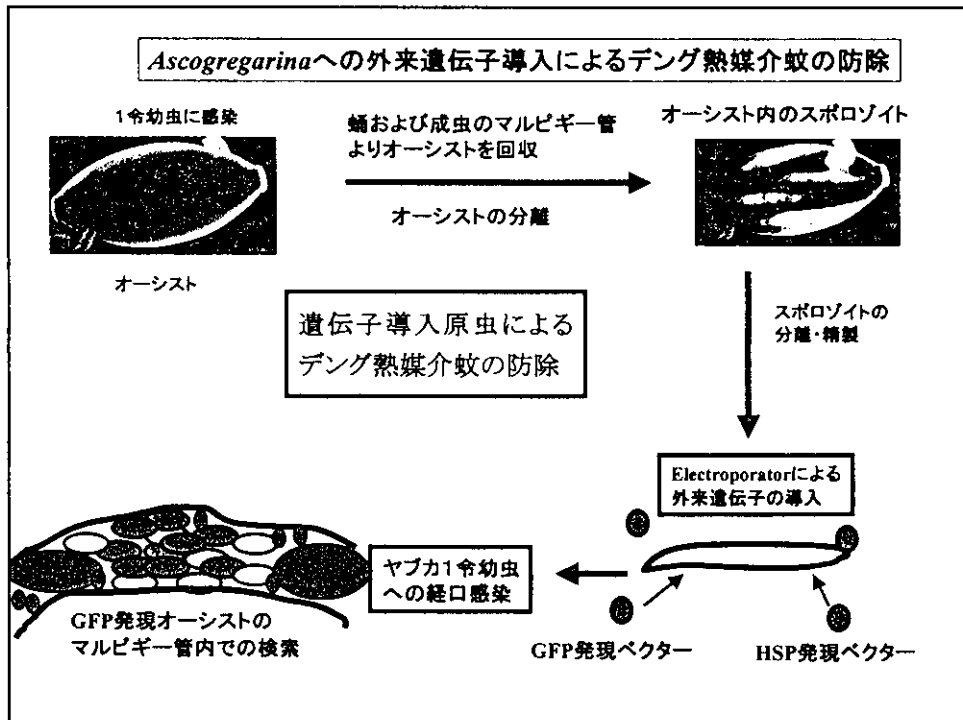 Ascogregarinaへの外来遺伝子導入によるデング熱媒介蚊の防除
1令幼虫に感染
蛹および成虫のマルピギー管
よりオーシストを回収
オーシスト内のスポロゾイト
オーシストの分離
オーシスト
遺伝子導入原虫による
デング熱媒介蚊の防除
スポロゾイトの
分離・精製
Electroporatorによる
外来遺伝子の導入
ヤブカ1令幼虫
への経口感染
GFP発現オーシストの
マルピギー管内での検索
GFP発現ベクター
HSP発現ベクター